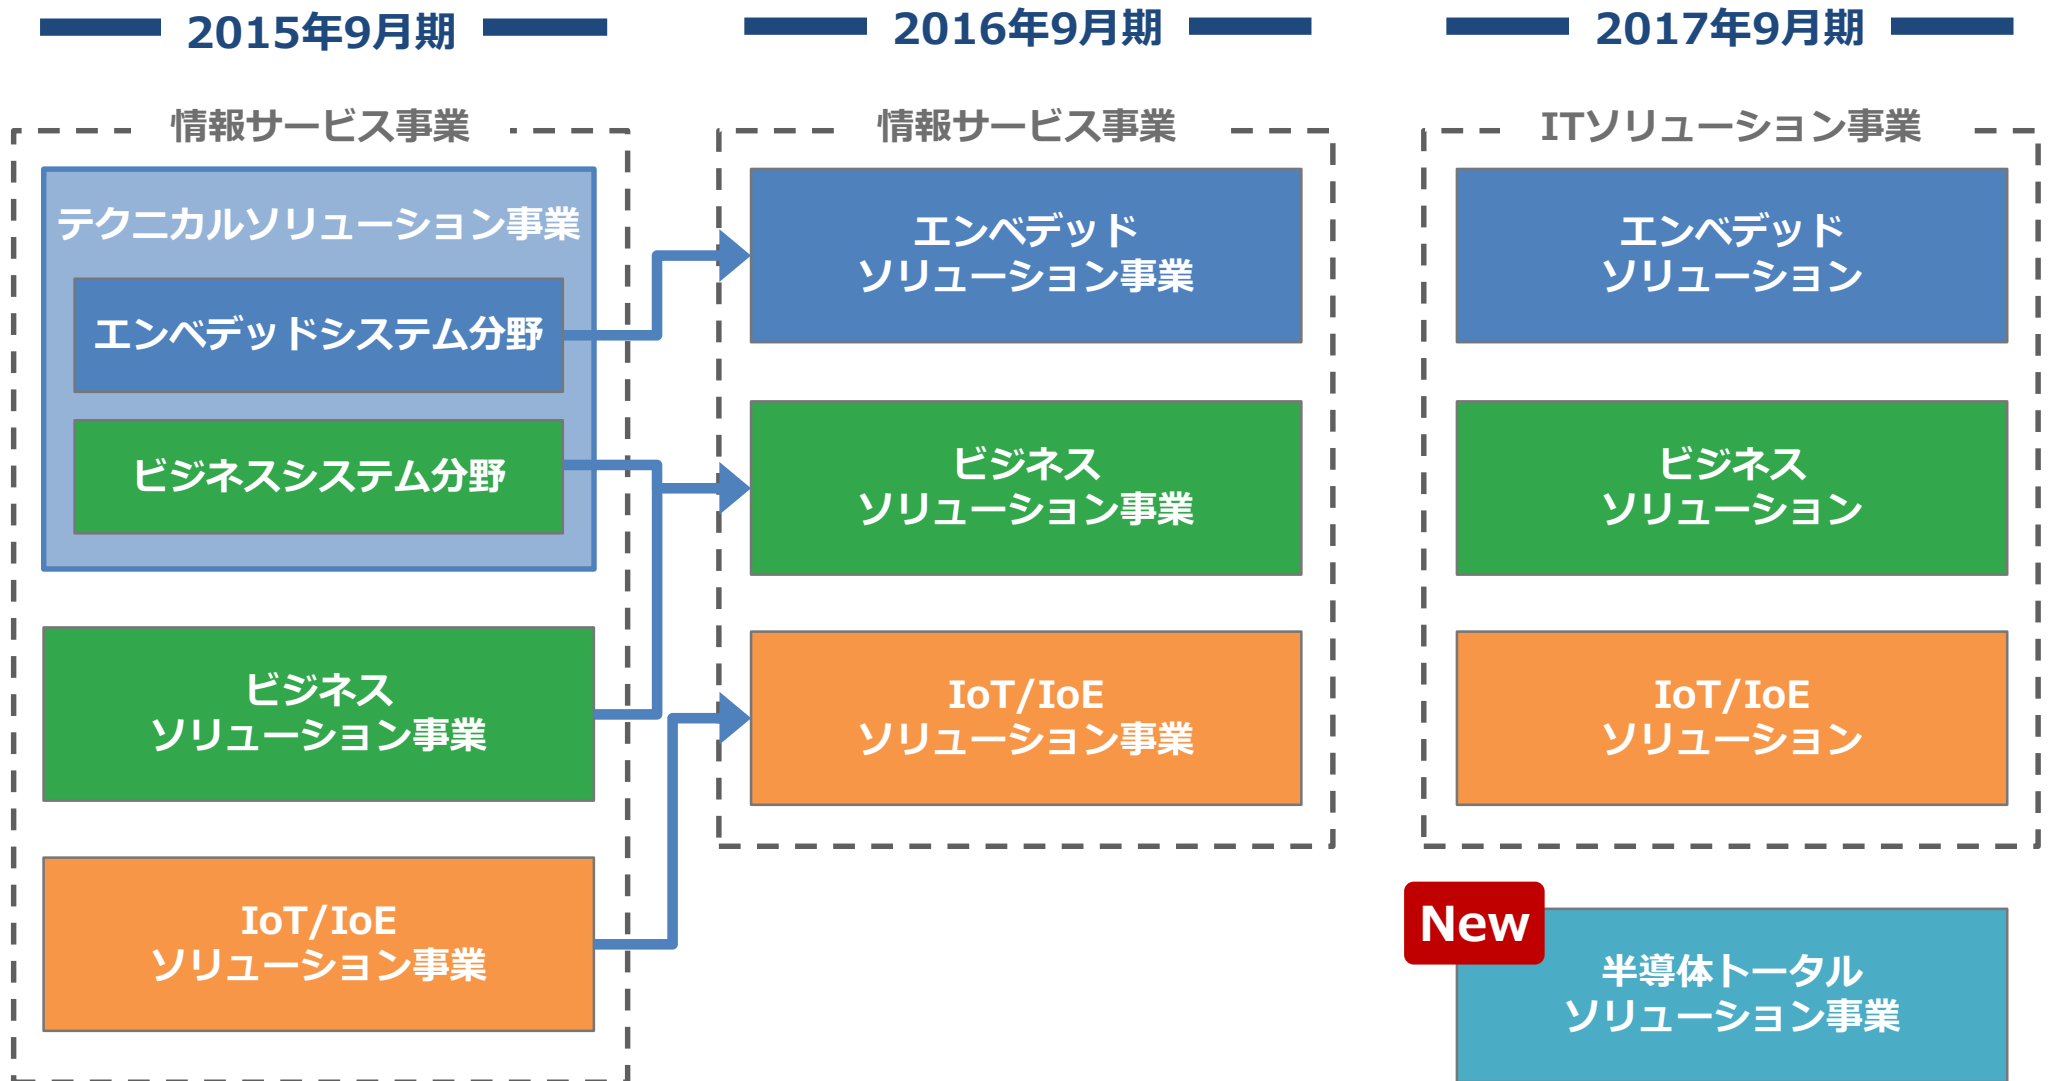 2015年9月期
情報サービス事業
テクニカルソリューション事業
エンベデッドシステム分野
ビジネスシステム分野
ビジネス
ソリューション事業
IoT/IoE
ソリューション事業
2016年9月期
情報サービス事業
エンベデッド
ソリューション事業
ビジネス
ソリューション事業
IoT/IoE
ソリューション事業
2017年9月期
ITソリューション事業
エンベデッド
ソリューション
ビジネス
ソリューション
IoT/IoE
ソリューション
New
半導体トータル
ソリューション事業